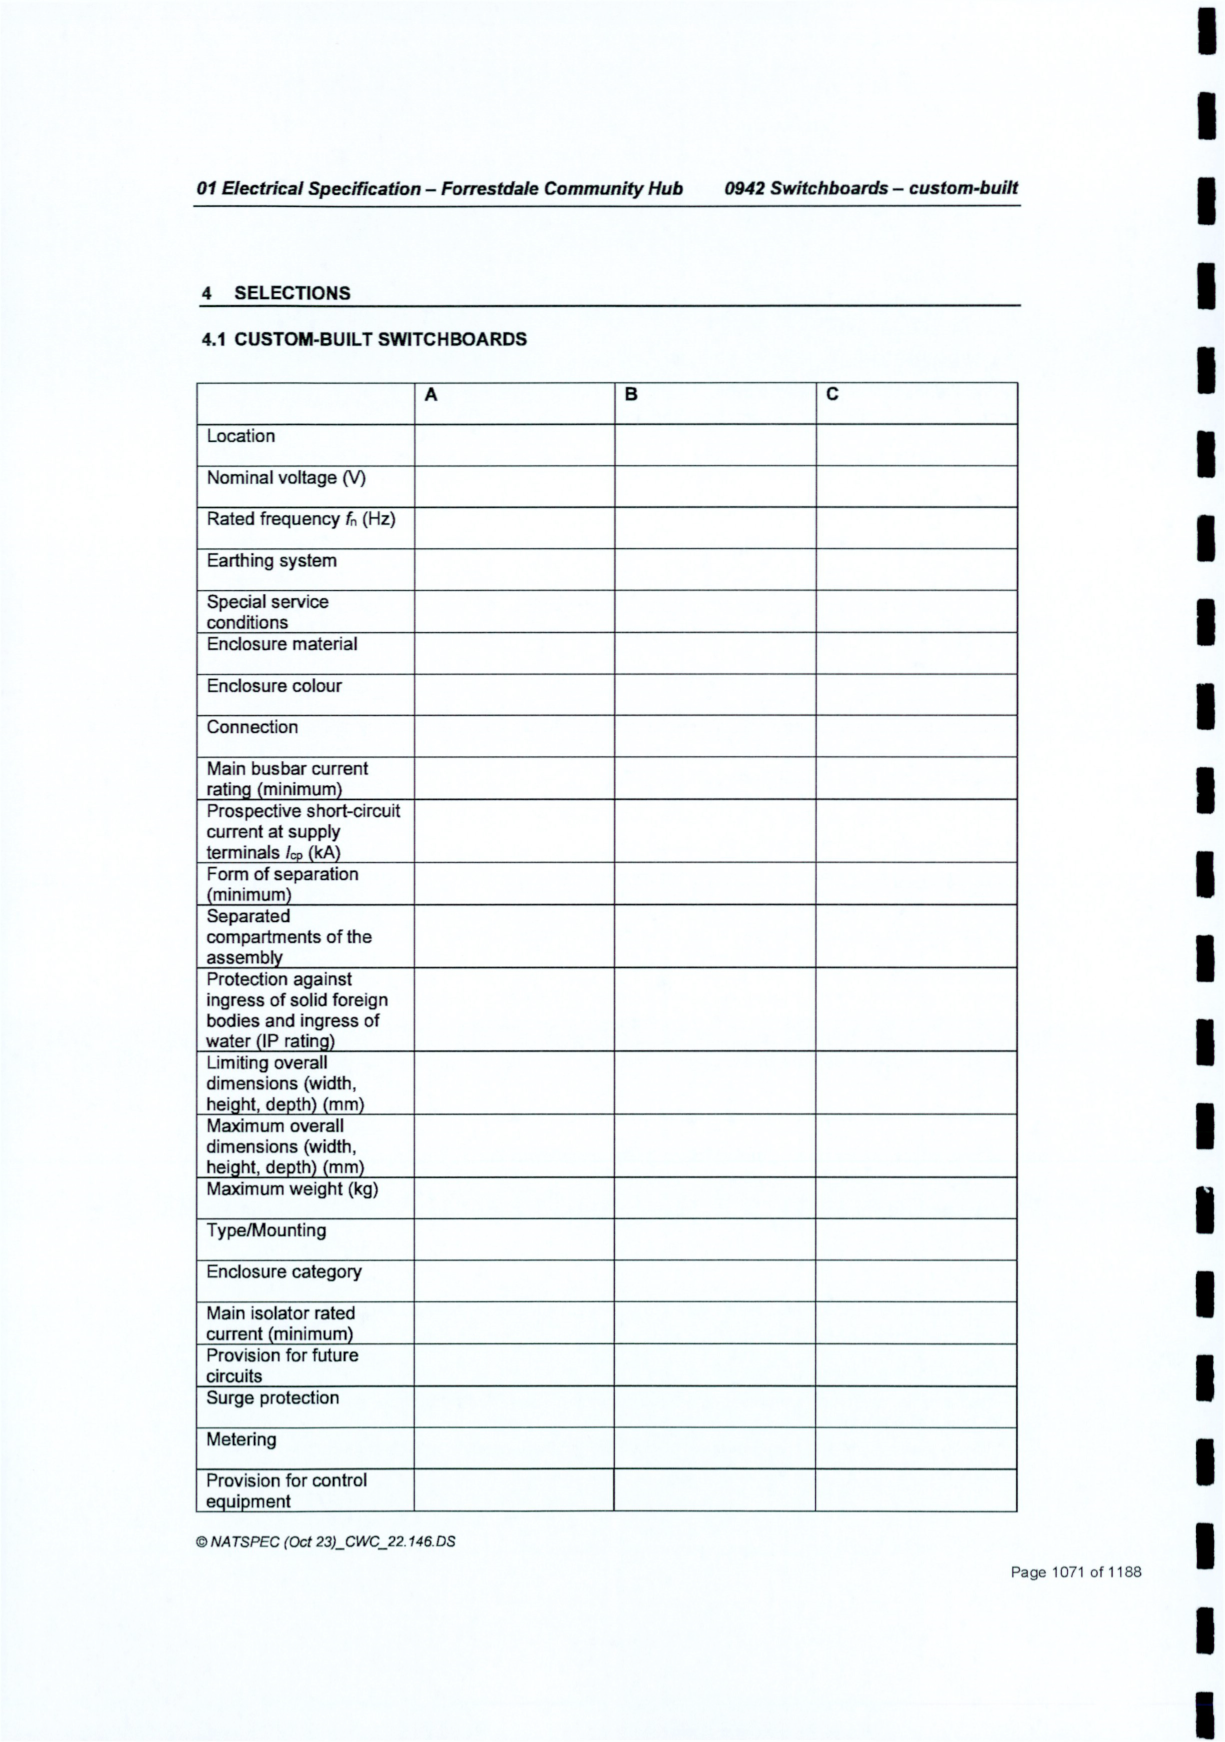 01 Electrical Specification – Forrestdale Community Hub 0942 Switchboards – custom-built
4 SELECTIONS
4.1 CUSTOM-BUILT SWITCHBOARDS
A B C
Location
Nominal voltage (V)
Rated frequency fn (Hz)
Earthing system
Special service
conditions
Enclosure material
Enclosure colour
Connection
Main busbar current
rating (minimum)
Prospective short-circuit
current at supply
terminals Icp (kA)
Form of separation
(minimum)
Separated
compartments of the
assembly
Protection against
ingress of solid foreign
bodies and ingress of
water (IP rating)
Limiting overall
dimensions (width,
height, depth) (mm)
Maximum overall
dimensions (width,
height, depth) (mm)
Maximum weight (kg)
Type/Mounting
Enclosure category
Main isolator rated
current (minimum)
Provision for future
circuits
Surge protection
Metering
Provision for control
equipment
© NATSPEC (Oct 23)_CWC_22.146.DS
Page 1071 of 1188